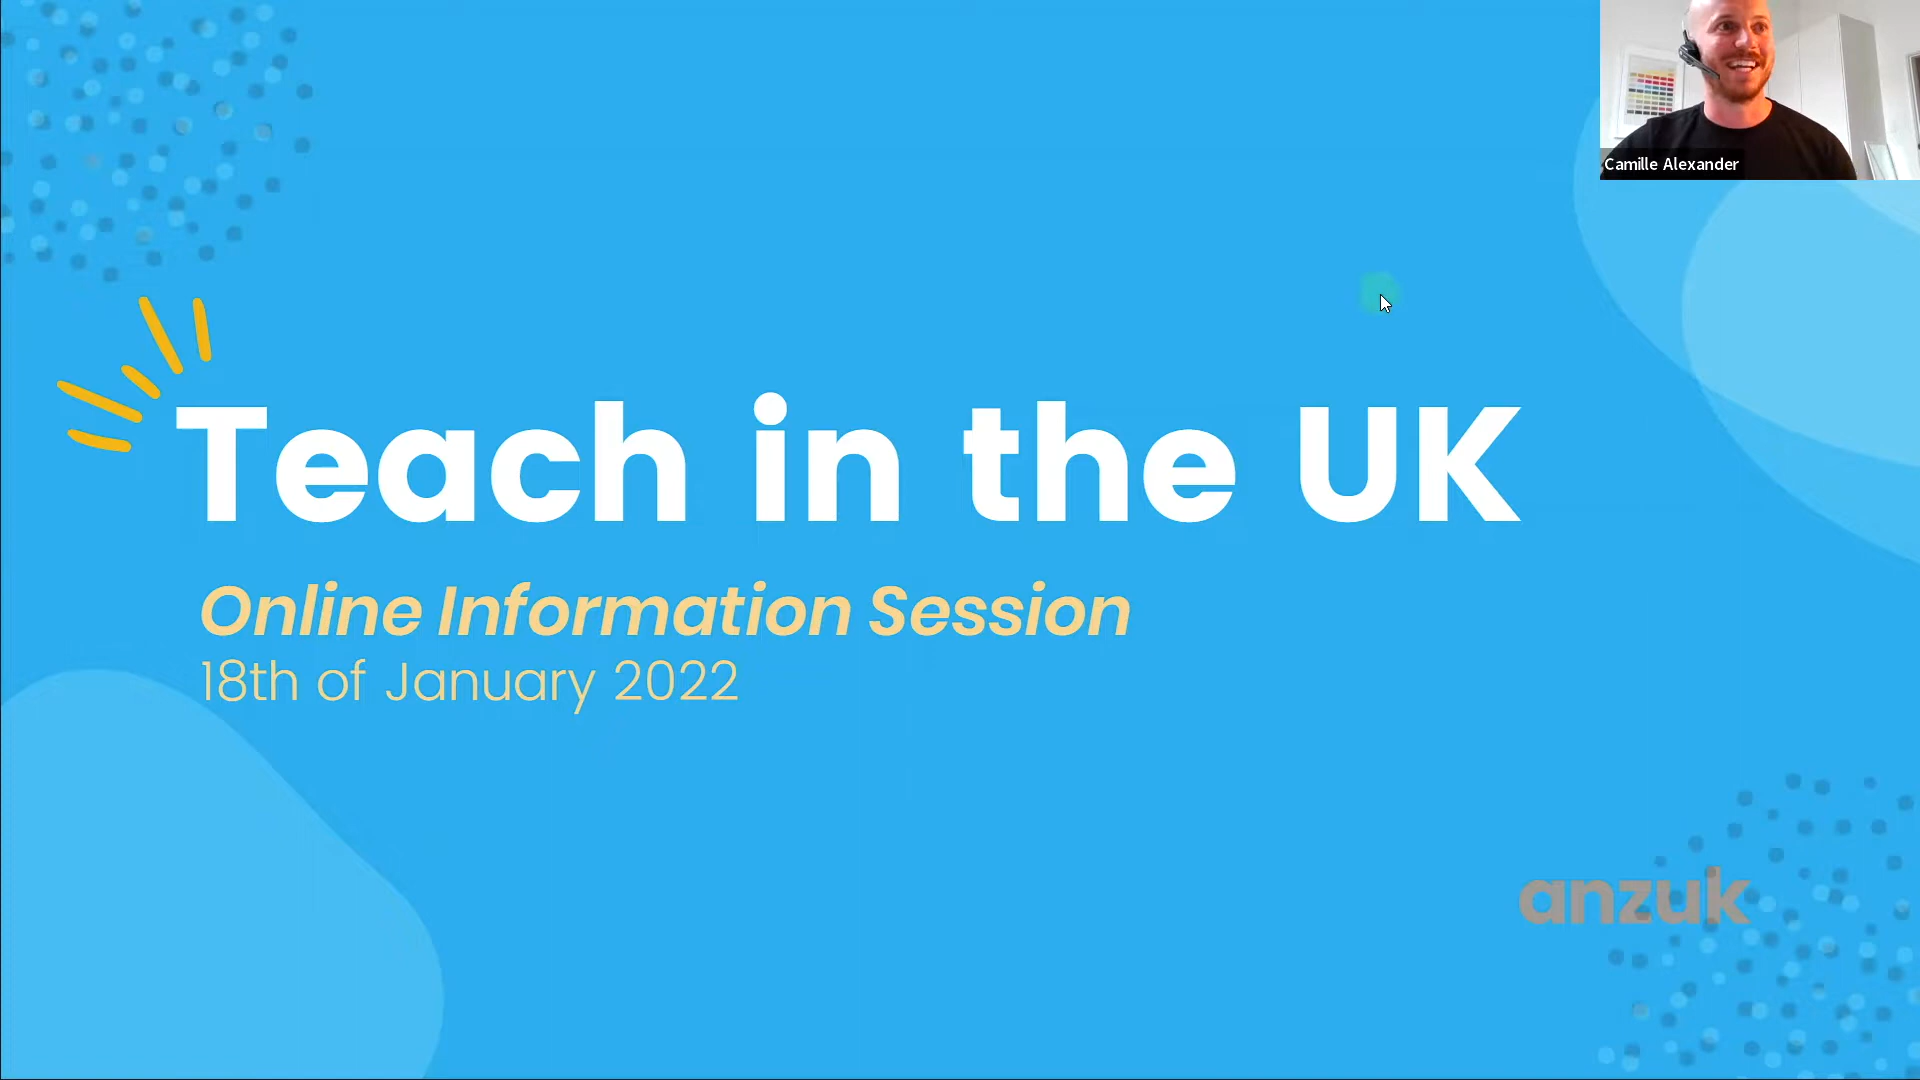 Camille Alexander
Teach in the UK
Online Information Session
18th of January 2022
anzuk